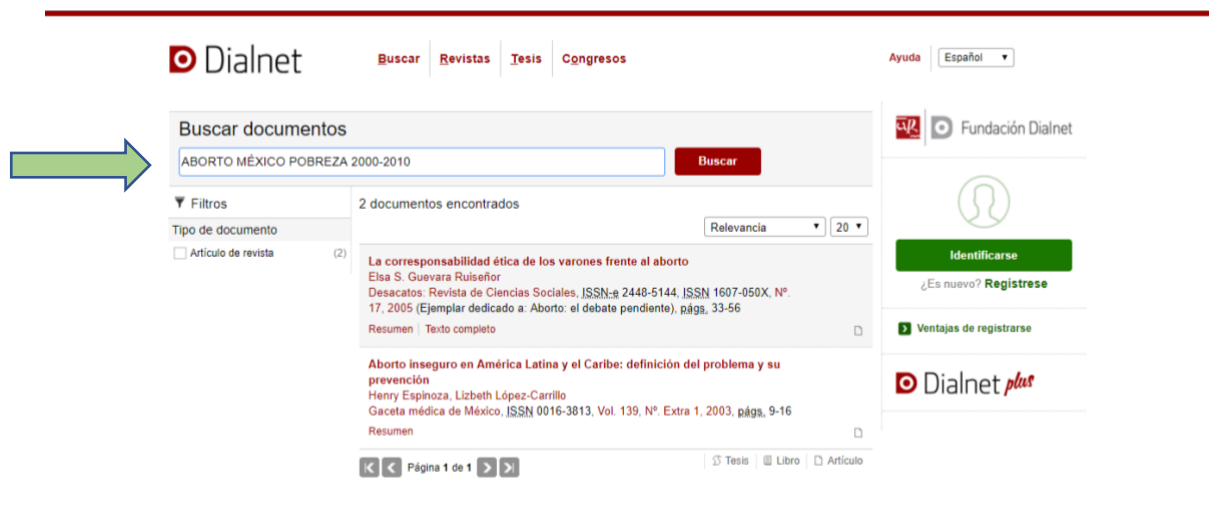 Dialnet
Buscar Revistas Tesis Congresos
Ayuda Español
Buscar documentos
ABORTO MÉXICO POBREZA 2000-2010
Buscar
Filtros
Tipo de documento
Artículo de revista (2)
2 documentos encontrados
Relevancia 20
La corresponsabilidad ética de los varones frente al aborto
Elsa S. Guevara Ruiseñor
Desacatos: Revista de Ciencias Sociales, ISSN-e 2448-5144, ISSN 1607-050X, Nº.
17, 2005 (Ejemplar dedicado a: Aborto: el debate pendiente), págs. 33-56
Resumen Texto completo
Aborto inseguro en América Latina y el Caribe: definición del problema y su
prevención
Henry Espinoza, Lizbeth López-Carrillo
Gaceta médica de México, ISSN 0016-3813, Vol. 139, Nº. Extra 1, 2003, págs. 9-16
Resumen
Página 1 de 1
Tesis Libro Artículo
Fundación Dialnet
Identificarse
¿Es nuevo? Regístrese
Ventajas de registrarse
Dialnet plus